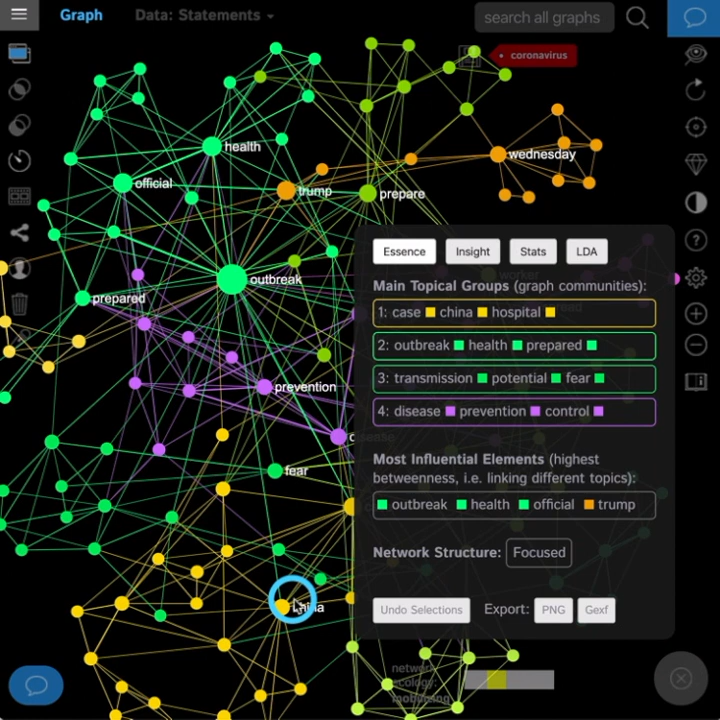 Graph
Data: Statements
search all graphs
coronavirus
health
wednesday
official
trump
prepare
outbreak
prepared
prevention
fear
Essence
Insight
Stats
LDA
Main Topical Groups (graph communities):
1: case china hospital
2: outbreak health prepared
3: transmission potential fear
4: disease prevention control
Most Influential Elements (highest
betweenness, i.e. linking different topics):
outbreak health official trump
Network Structure: Focused
Undo Selections
Export: PNG Gexf
china
network
ecology: